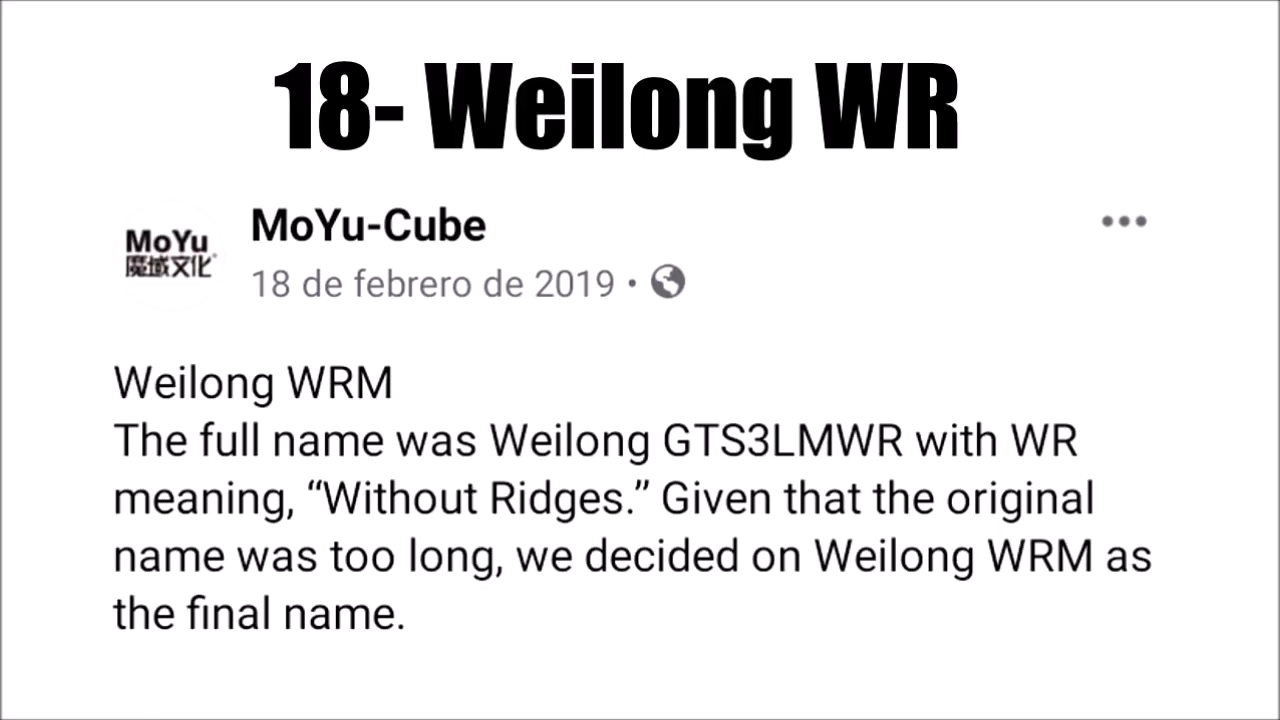 18- Weilong WR
MoYu
魔域文化
MoYu-Cube
18 de febrero de 2019 •
Weilong WRM
The full name was Weilong GTS3LMWR with WR
meaning, “Without Ridges.” Given that the original
name was too long, we decided on Weilong WRM as
the final name.